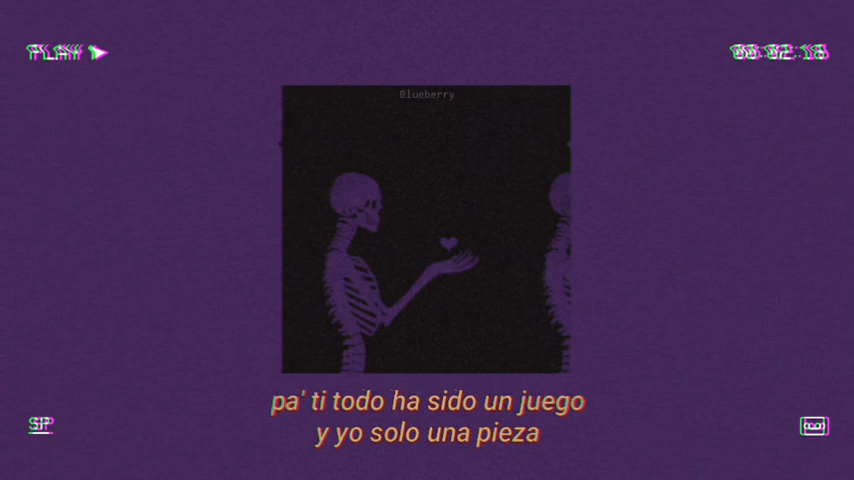 PLAY
00:02:18
Blueberry
pa' ti todo ha sido un juego
y yo solo una pieza
SP